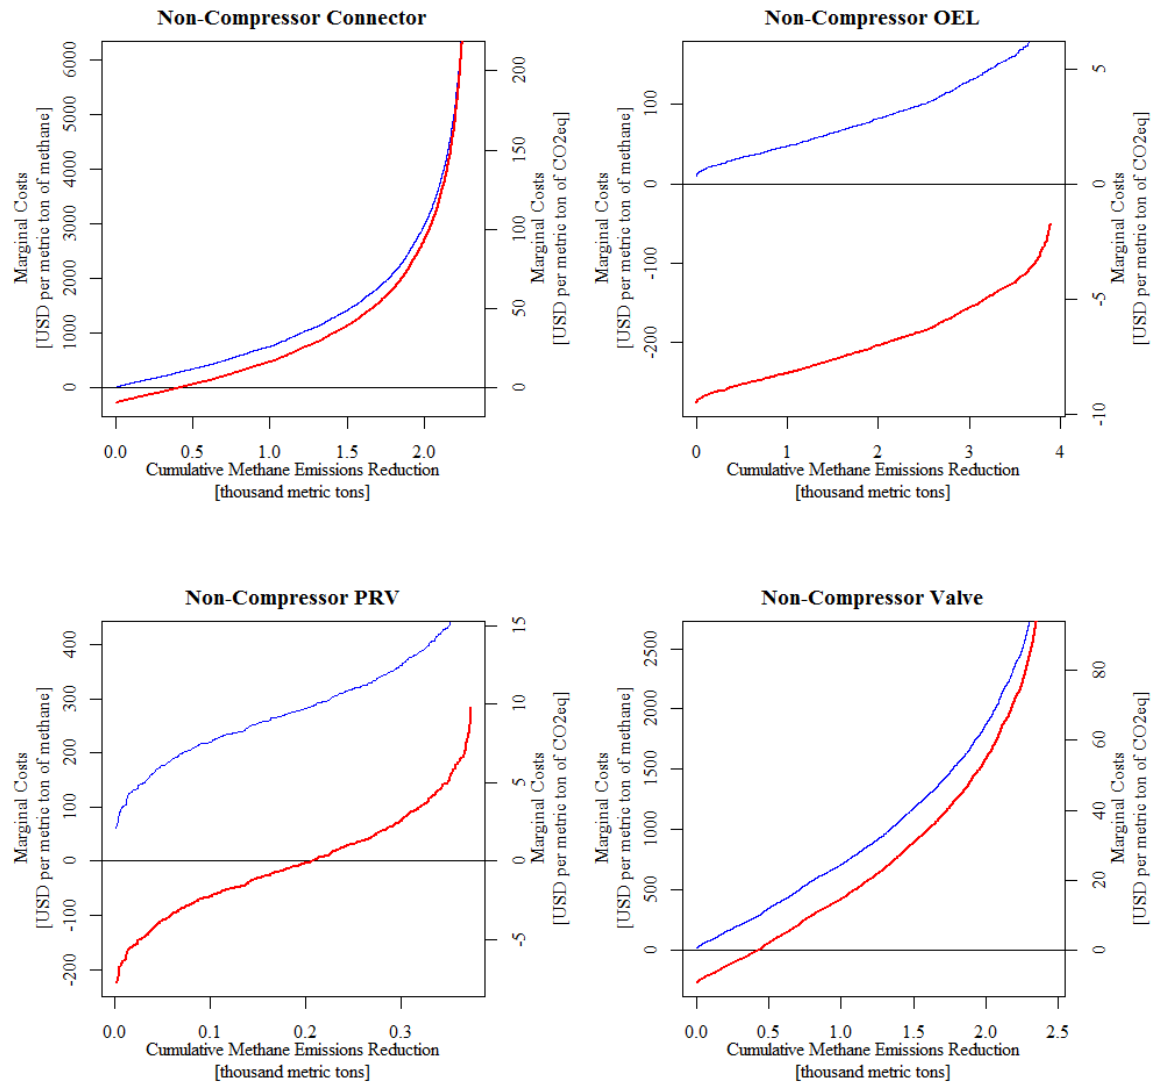 Non-Compressor Connector
Marginal Costs
[USD per metric ton of methane]
0 1000 2000 3000 4000 5000 6000
0 50 100 150 200
Marginal Costs
[USD per metric ton of CO2eq]
0.0 0.5 1.0 1.5 2.0
Cumulative Methane Emissions Reduction
[thousand metric tons]
Non-Compressor OEL
Marginal Costs
[USD per metric ton of methane]
-200 -100 0 100
-10 -5 0 5
Marginal Costs
[USD per metric ton of CO2eq]
0 1 2 3 4
Cumulative Methane Emissions Reduction
[thousand metric tons]
Non-Compressor PRV
Marginal Costs
[USD per metric ton of methane]
-200 -100 0 100 200 300 400
-5 0 5 10 15
Marginal Costs
[USD per metric ton of CO2eq]
0.0 0.1 0.2 0.3
Cumulative Methane Emissions Reduction
[thousand metric tons]
Non-Compressor Valve
Marginal Costs
[USD per metric ton of methane]
0 500 1000 1500 2000 2500
0 20 40 60 80
Marginal Costs
[USD per metric ton of CO2eq]
0.0 0.5 1.0 1.5 2.0 2.5
Cumulative Methane Emissions Reduction
[thousand metric tons]